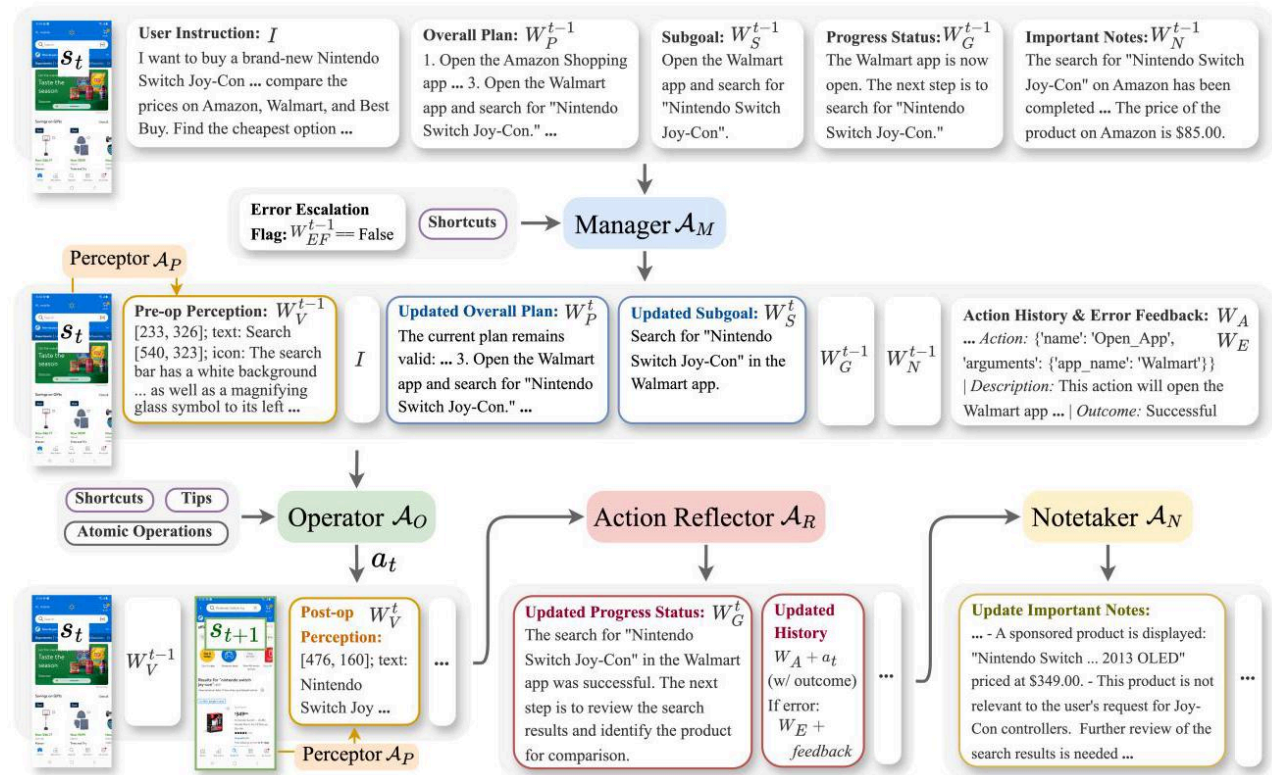 User Instruction: I
I want to buy a brand-new Nintendo
Switch Joy-Con ... compare the
prices on Amazon, Walmart, and Best
Buy. Find the cheapest option ...
Overall Plan: W_P^{t-1}
1. Open the Amazon Shopping
app ... 3. Open the Walmart
app and search for "Nintendo
Switch Joy-Con." ...
Subgoal: W_S^{t-1}
Open the Walmart
app and search for
"Nintendo Switch
Joy-Con".
Progress Status: W_G^{t-1}
The Walmart app is now
open. The next step is to
search for "Nintendo
Switch Joy-Con."
Important Notes: W_N^{t-1}
The search for "Nintendo Switch
Joy-Con" on Amazon has been
completed ... The price of the
product on Amazon is $85.00.
s_t
Taste the
season
Error Escalation
Flag: W_{EF}^{t-1} == False
Shortcuts
Manager A_M
Perceptor A_P
s_t
Taste the
season
Pre-op Perception: W_V^{t-1}
[233, 326]; text: Search
[540, 323]; icon: The search
bar has a white background
... as well as a magnifying
glass symbol to its left ...
I
Updated Overall Plan: W_P^t
The current plan remains
valid: ... 3. Open the Walmart
app and search for "Nintendo
Switch Joy-Con." ...
Updated Subgoal: W_S^t
Search for "Nintendo
Switch Joy-Con" in the
Walmart app.
W_G^{t-1}
W_N^{t-1}
Action History & Error Feedback: W_A
W_E
... Action: {'name': 'Open_App',
'arguments': {'app_name': 'Walmart'}}
| Description: This action will open the
Walmart app ... | Outcome: Successful
Shortcuts
Tips
Atomic Operations
Operator A_O
a_t
Action Reflector A_R
Notetaker A_N
s_t
Taste the
season
W_V^{t-1}
s_{t+1}
Post-op W_V^t
Perception:
[476, 160]; text:
Nintendo
Switch Joy ...
Perceptor A_P
...
Updated Progress Status: W_G^t
The search for "Nintendo
Switch Joy-Con" in the Walmart
app was successful. The next
step is to review the search
results and identify the product
for comparison.
Updated
History
W_A + a_t
(w/ outcome)
If error:
W_E +
feedback
...
Update Important Notes:
... - A sponsored product is displayed:
"Nintendo Switch ... 2013 OLED"
priced at $349.00. - This product is not
relevant to the user's request for Joy-
Con controllers. Further review of the
search results is needed ...
...